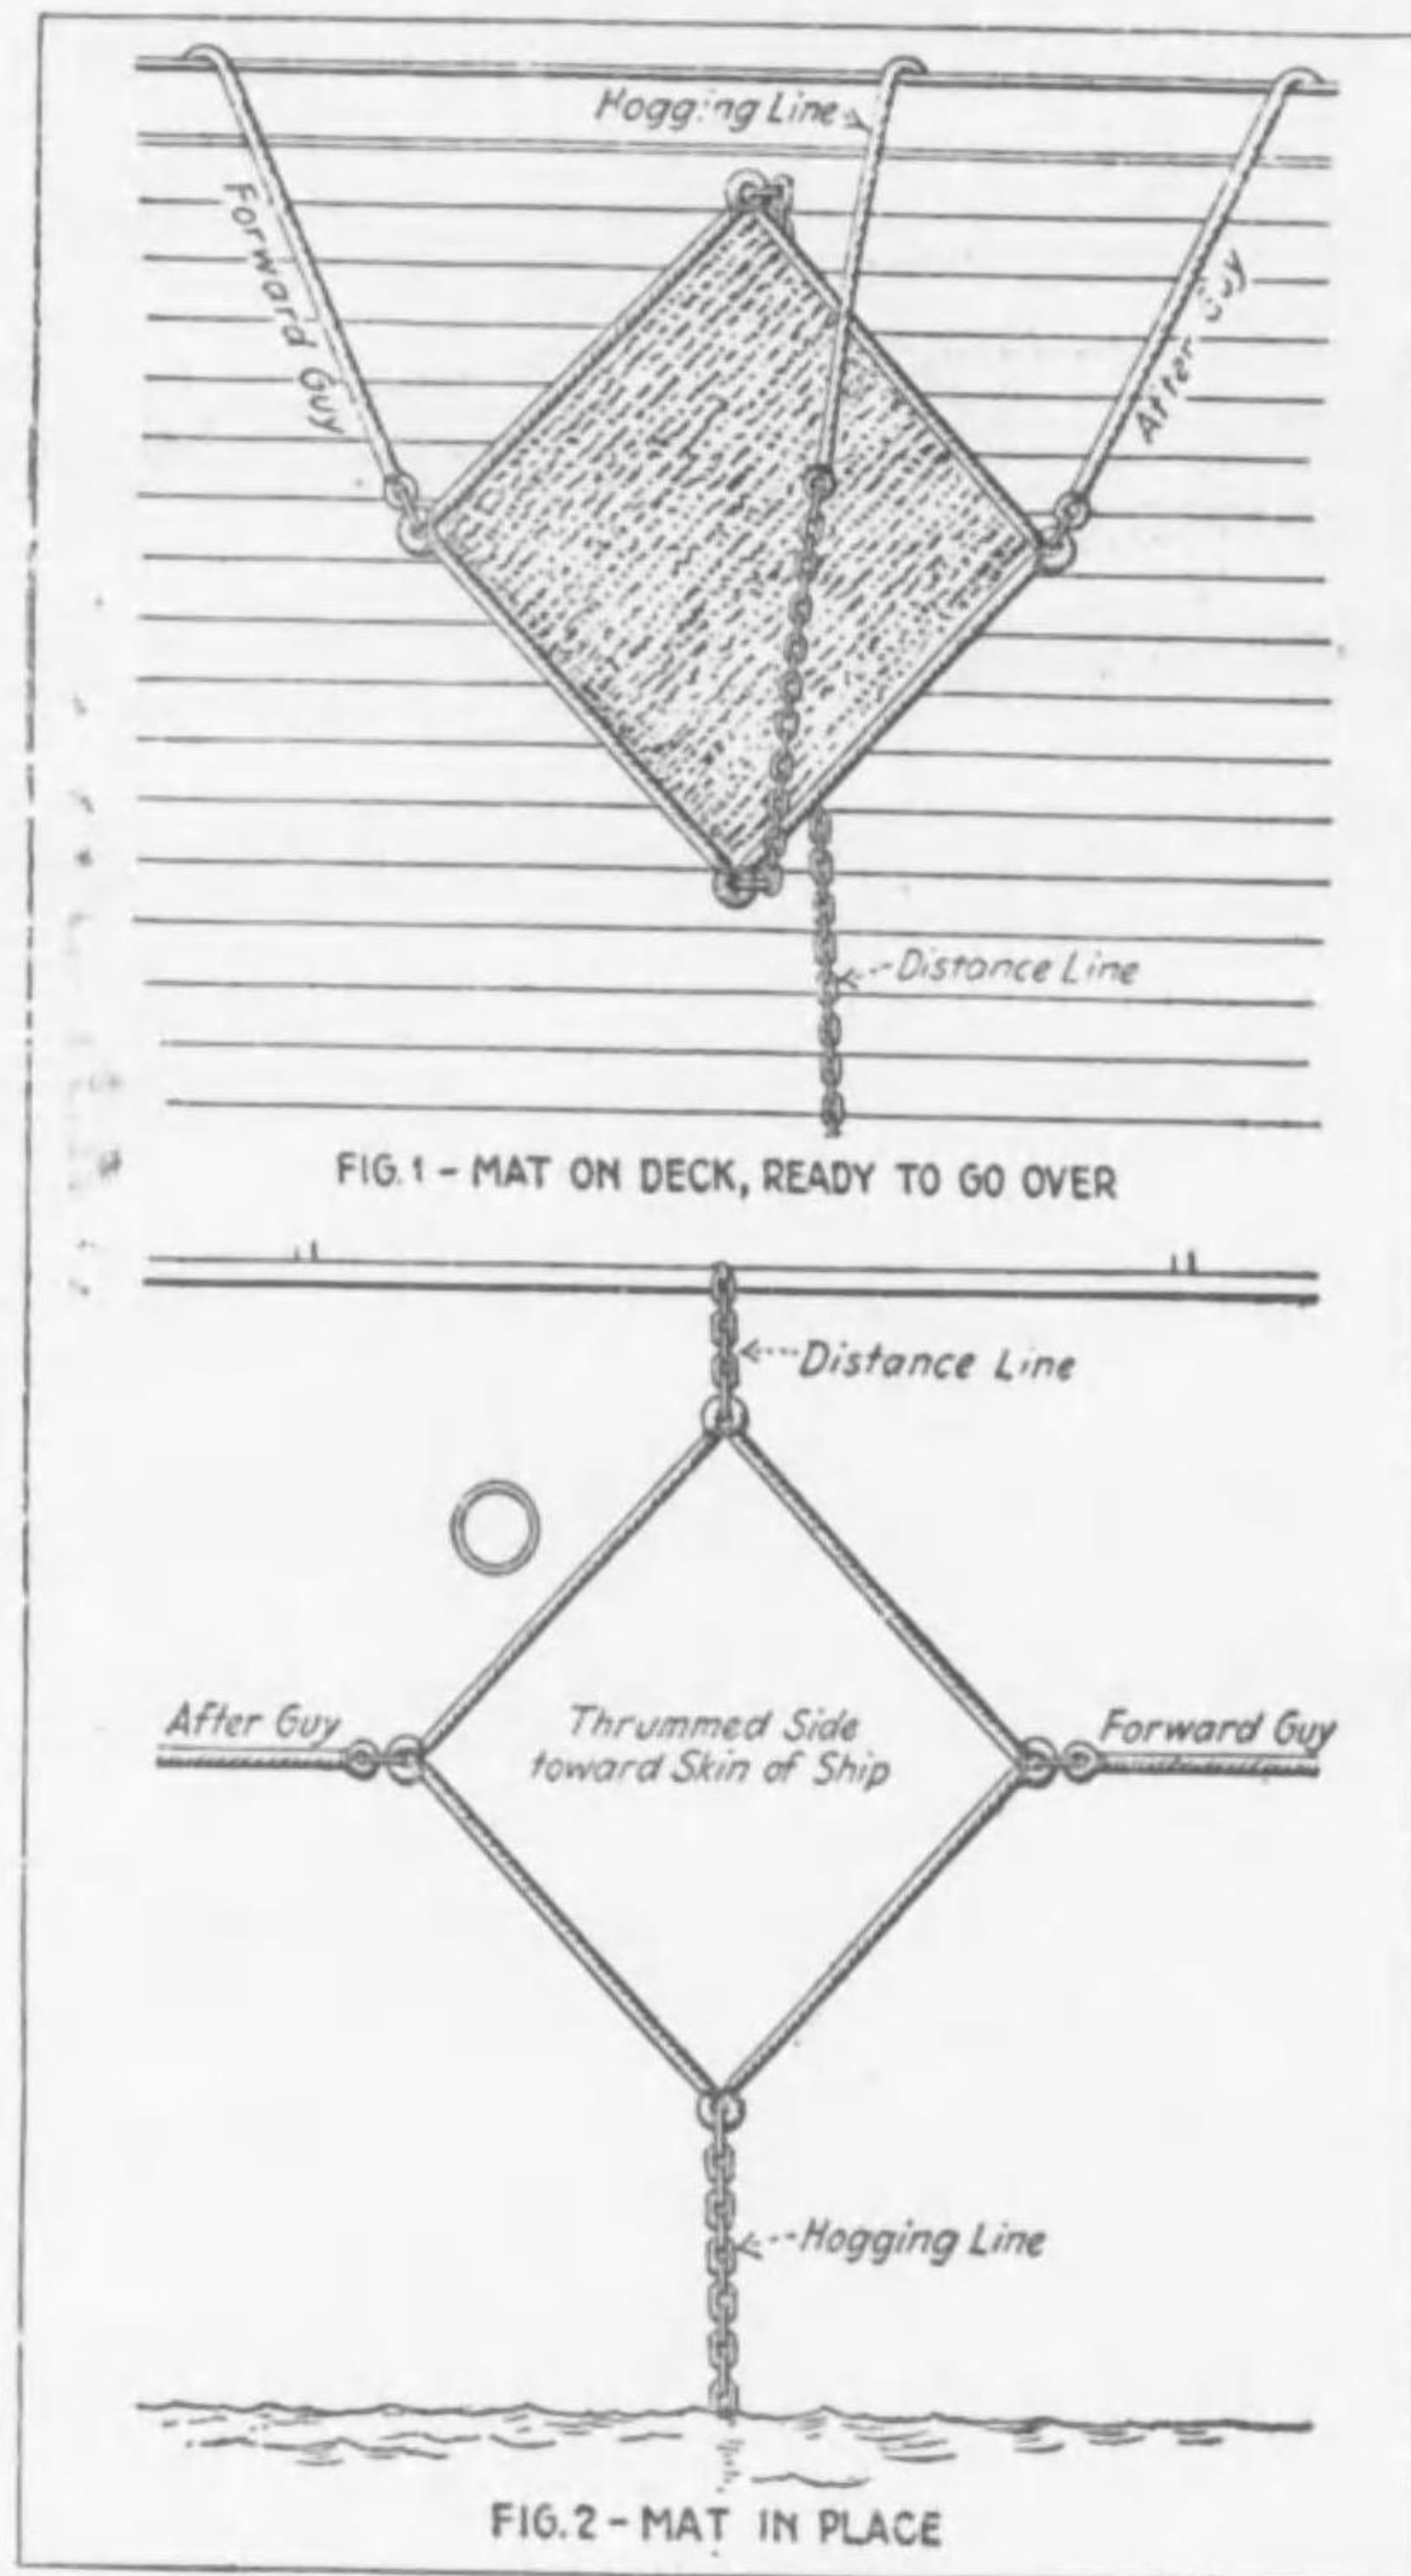 Hogging Line
Forward Guy
After Guy
Distance Line
FIG. 1 - MAT ON DECK, READY TO GO OVER
Distance Line
After Guy
Thrummed Side
toward Skin of Ship
Forward Guy
Hogging Line
FIG. 2 - MAT IN PLACE